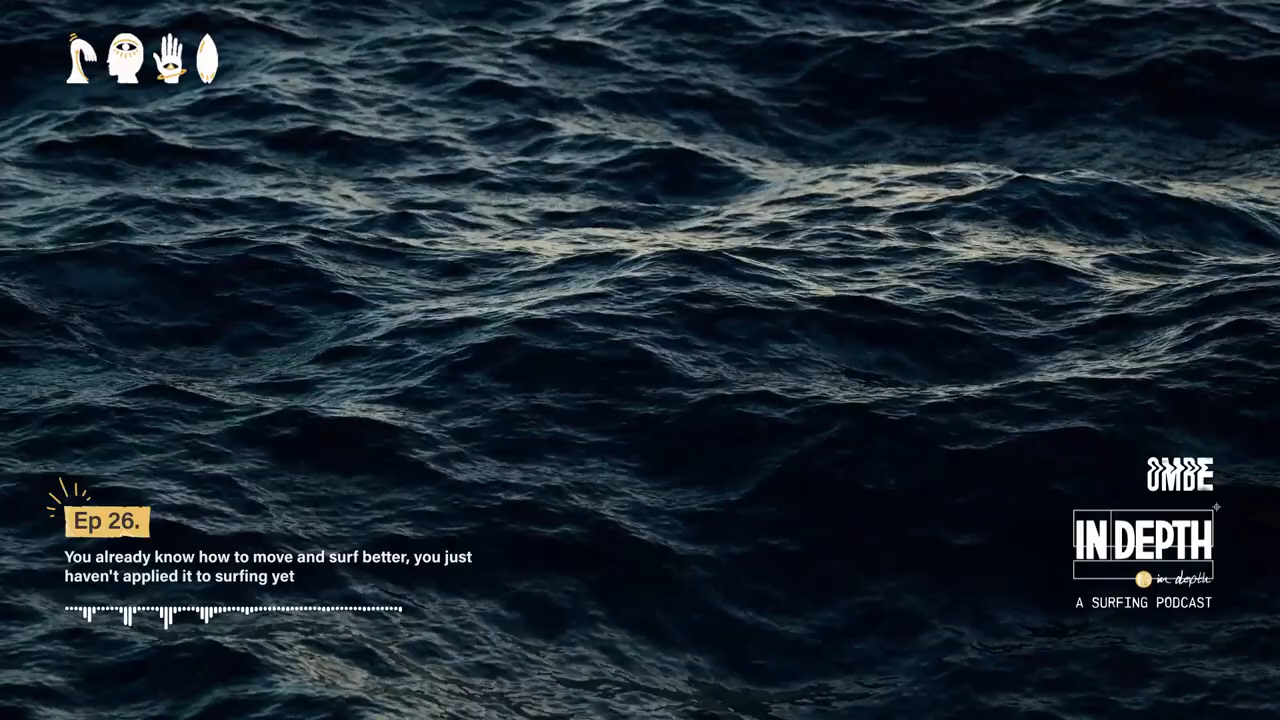 Ep 26.
You already know how to move and surf better, you just
haven't applied it to surfing yet
OMBE
IN DEPTH
in depth
A SURFING PODCAST